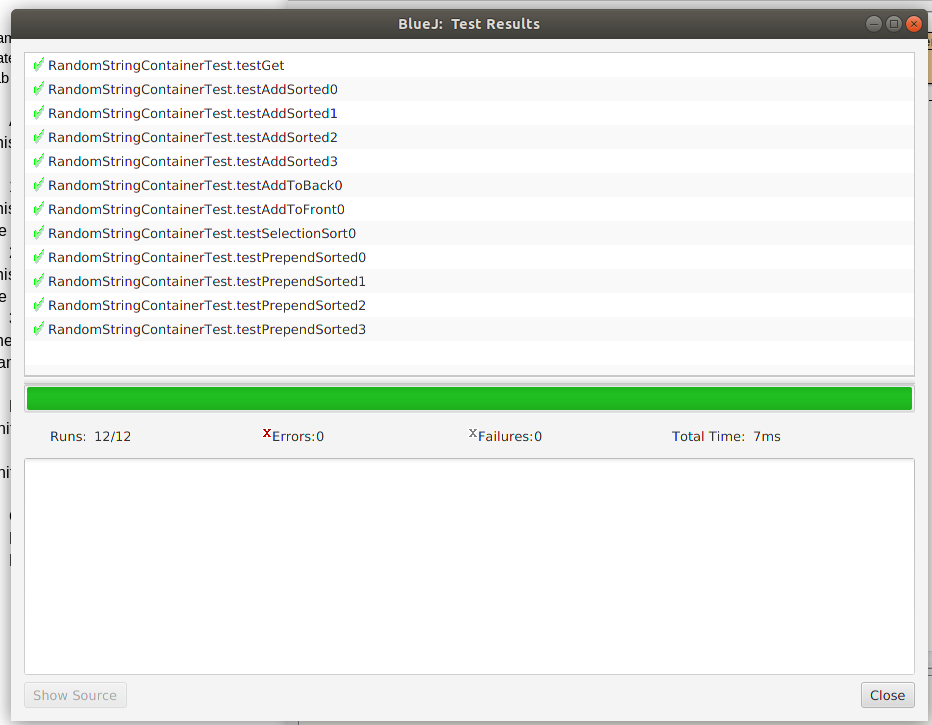 BlueJ: Test Results
RandomStringContainerTest.testGet
RandomStringContainerTest.testAddSorted0
RandomStringContainerTest.testAddSorted1
RandomStringContainerTest.testAddSorted2
RandomStringContainerTest.testAddSorted3
RandomStringContainerTest.testAddToBack0
RandomStringContainerTest.testAddToFront0
RandomStringContainerTest.testSelectionSort0
RandomStringContainerTest.testPrependSorted0
RandomStringContainerTest.testPrependSorted1
RandomStringContainerTest.testPrependSorted2
RandomStringContainerTest.testPrependSorted3
Runs: 12/12 xErrors:0 xFailures:0 Total Time: 7ms
Show Source Close